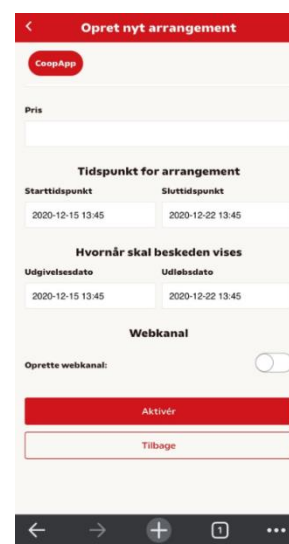 Opret nyt arrangement
CoopApp
Pris
Tidspunkt for arrangement
Starttidspunkt Sluttidspunkt
2020-12-15 13:45 2020-12-22 13:45
Hvornår skal beskeden vises
Udgivelsesdato Udløbsdato
2020-12-15 13:45 2020-12-22 13:45
Webkanal
Oprette webkanal:
Aktivér
Tilbage
1